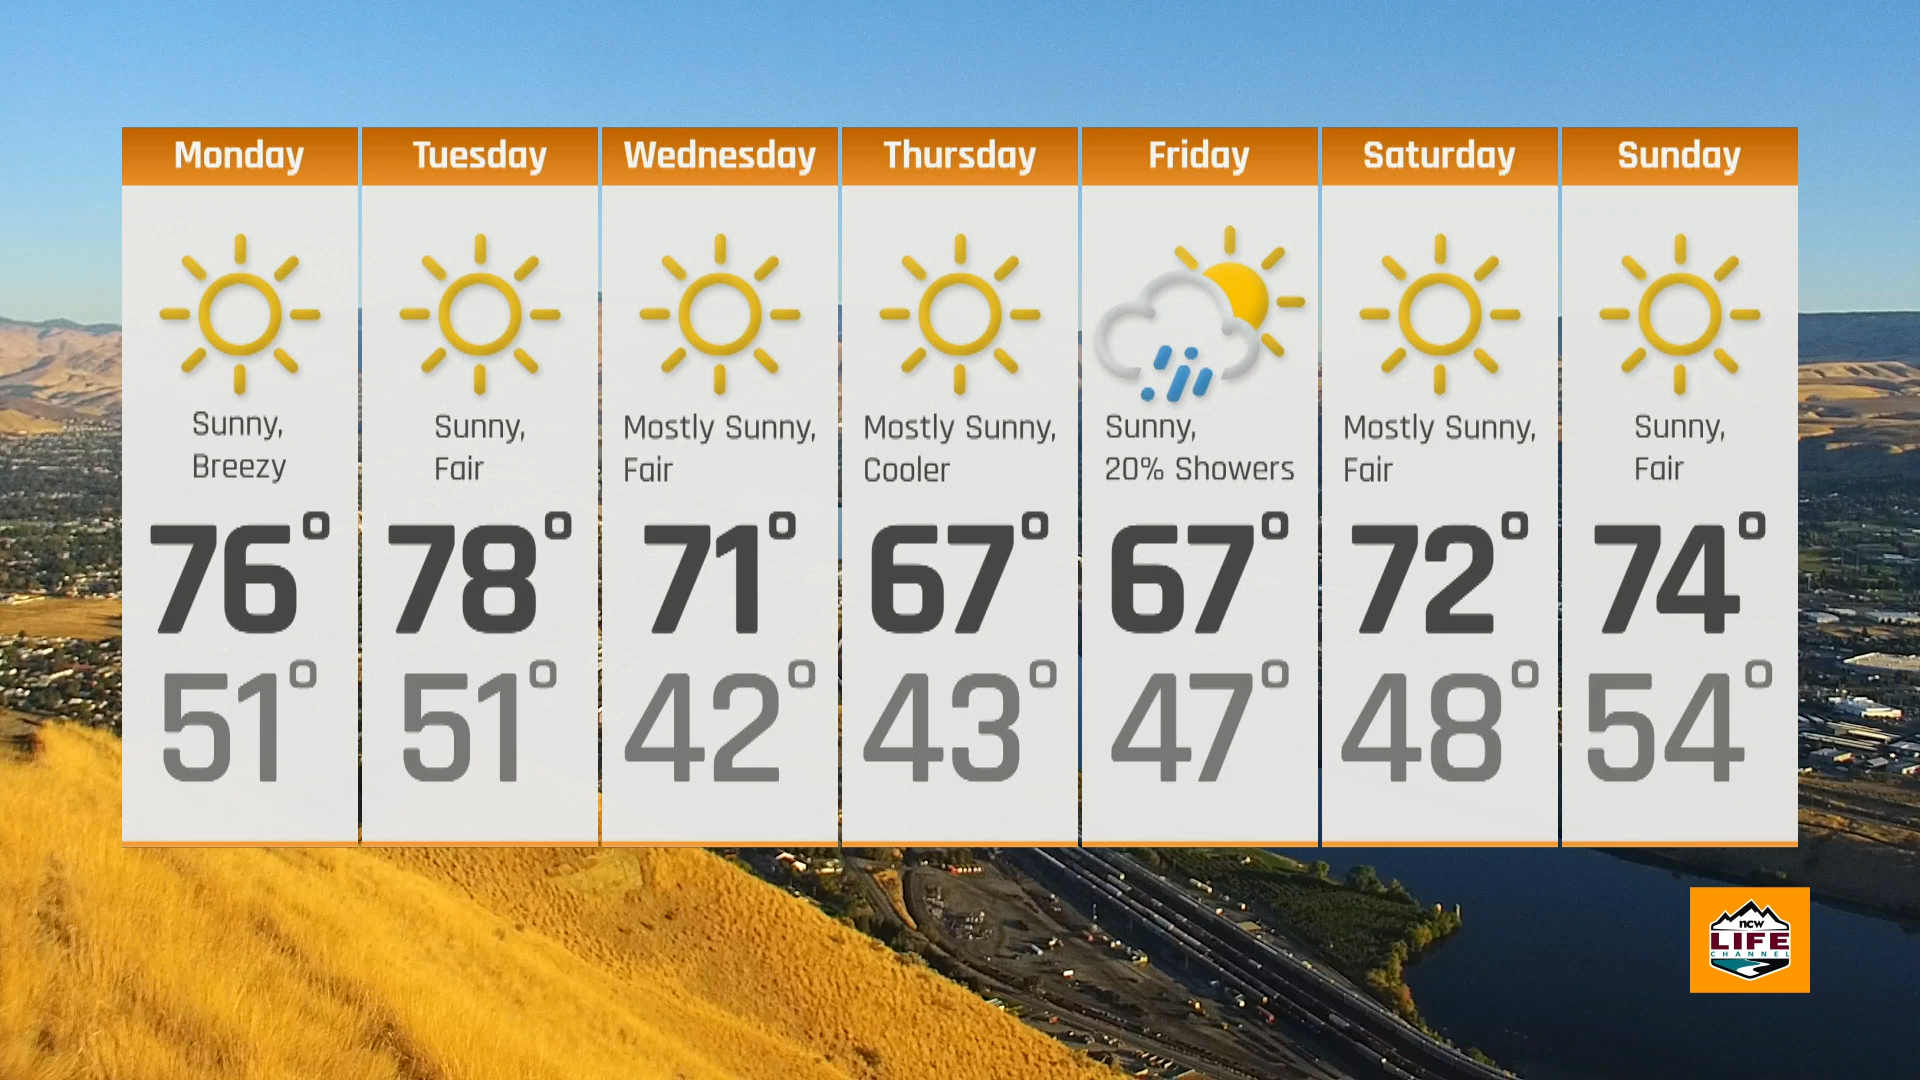 Monday
Sunny,
Breezy
76°
51°
Tuesday
Sunny,
Fair
78°
51°
Wednesday
Mostly Sunny,
Fair
71°
42°
Thursday
Mostly Sunny,
Cooler
67°
43°
Friday
Sunny,
20% Showers
67°
47°
Saturday
Mostly Sunny,
Fair
72°
48°
Sunday
Sunny,
Fair
74°
54°
ncw
LIFE
CHANNEL